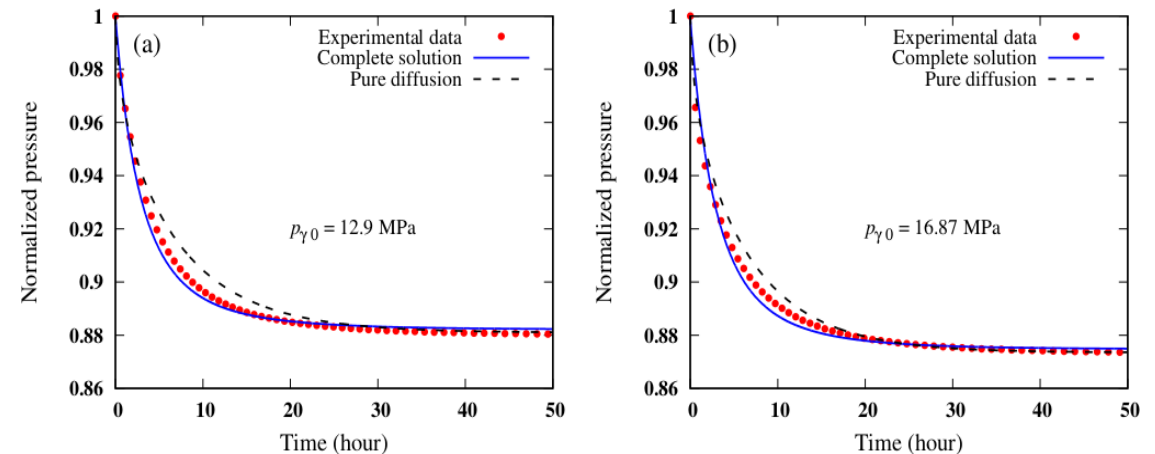 (a)
Experimental data
Complete solution
Pure diffusion
1
0.98
0.96
0.94
0.92
0.9
0.88
0.86
Normalized pressure
pγ0 = 12.9 MPa
0 10 20 30 40 50
Time (hour)
(b)
Experimental data
Complete solution
Pure diffusion
1
0.98
0.96
0.94
0.92
0.9
0.88
0.86
Normalized pressure
pγ0 = 16.87 MPa
0 10 20 30 40 50
Time (hour)